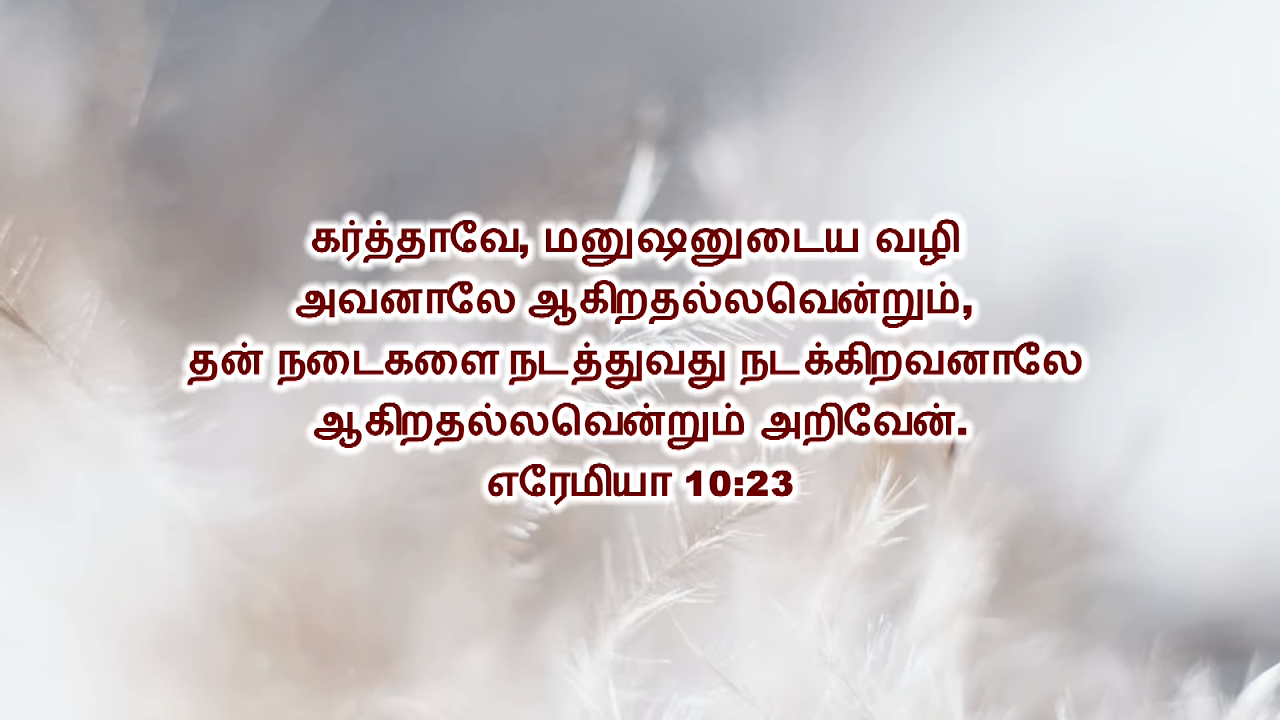 கர்த்தாவே, மனுஷனுடைய வழி
அவனாலே ஆகிறதல்லவென்றும்,
தன் நடைகளை நடத்துவது நடக்கிறவனாலே
ஆகிறதல்லவென்றும் அறிவேன்.
எரேமியா 10:23